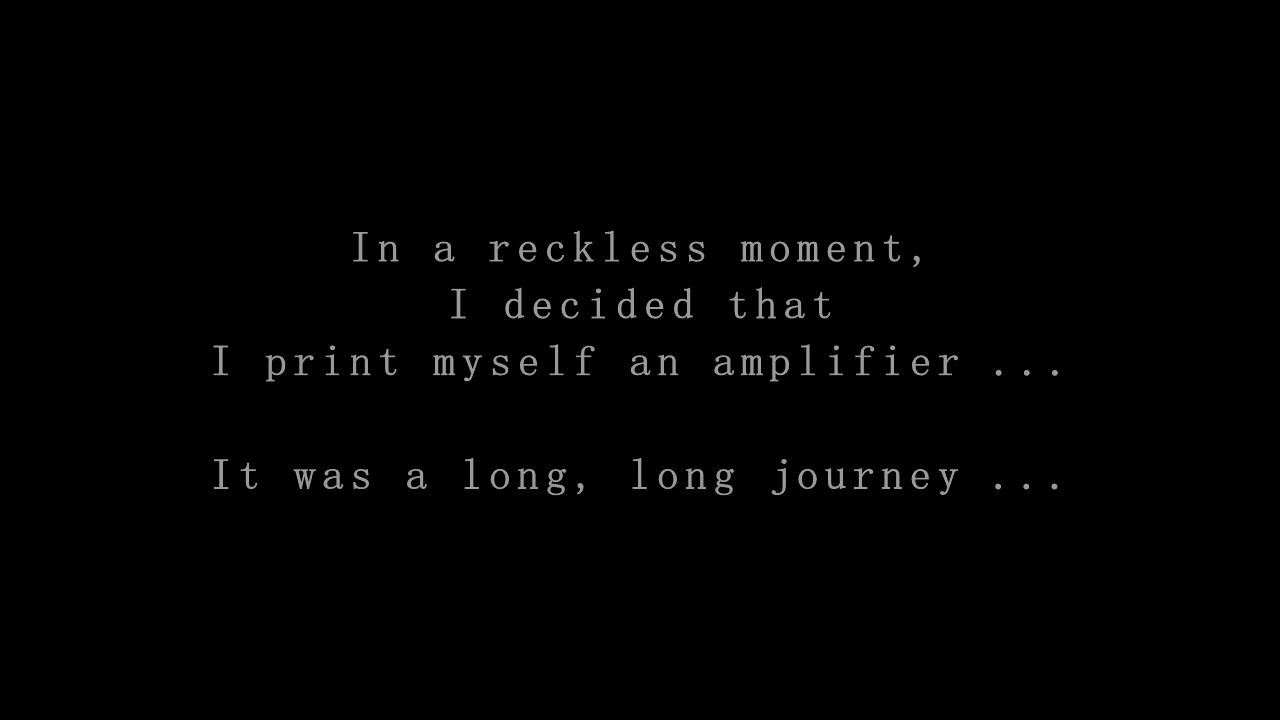 In a reckless moment,
I decided that
I print myself an amplifier ...
It was a long, long journey ...